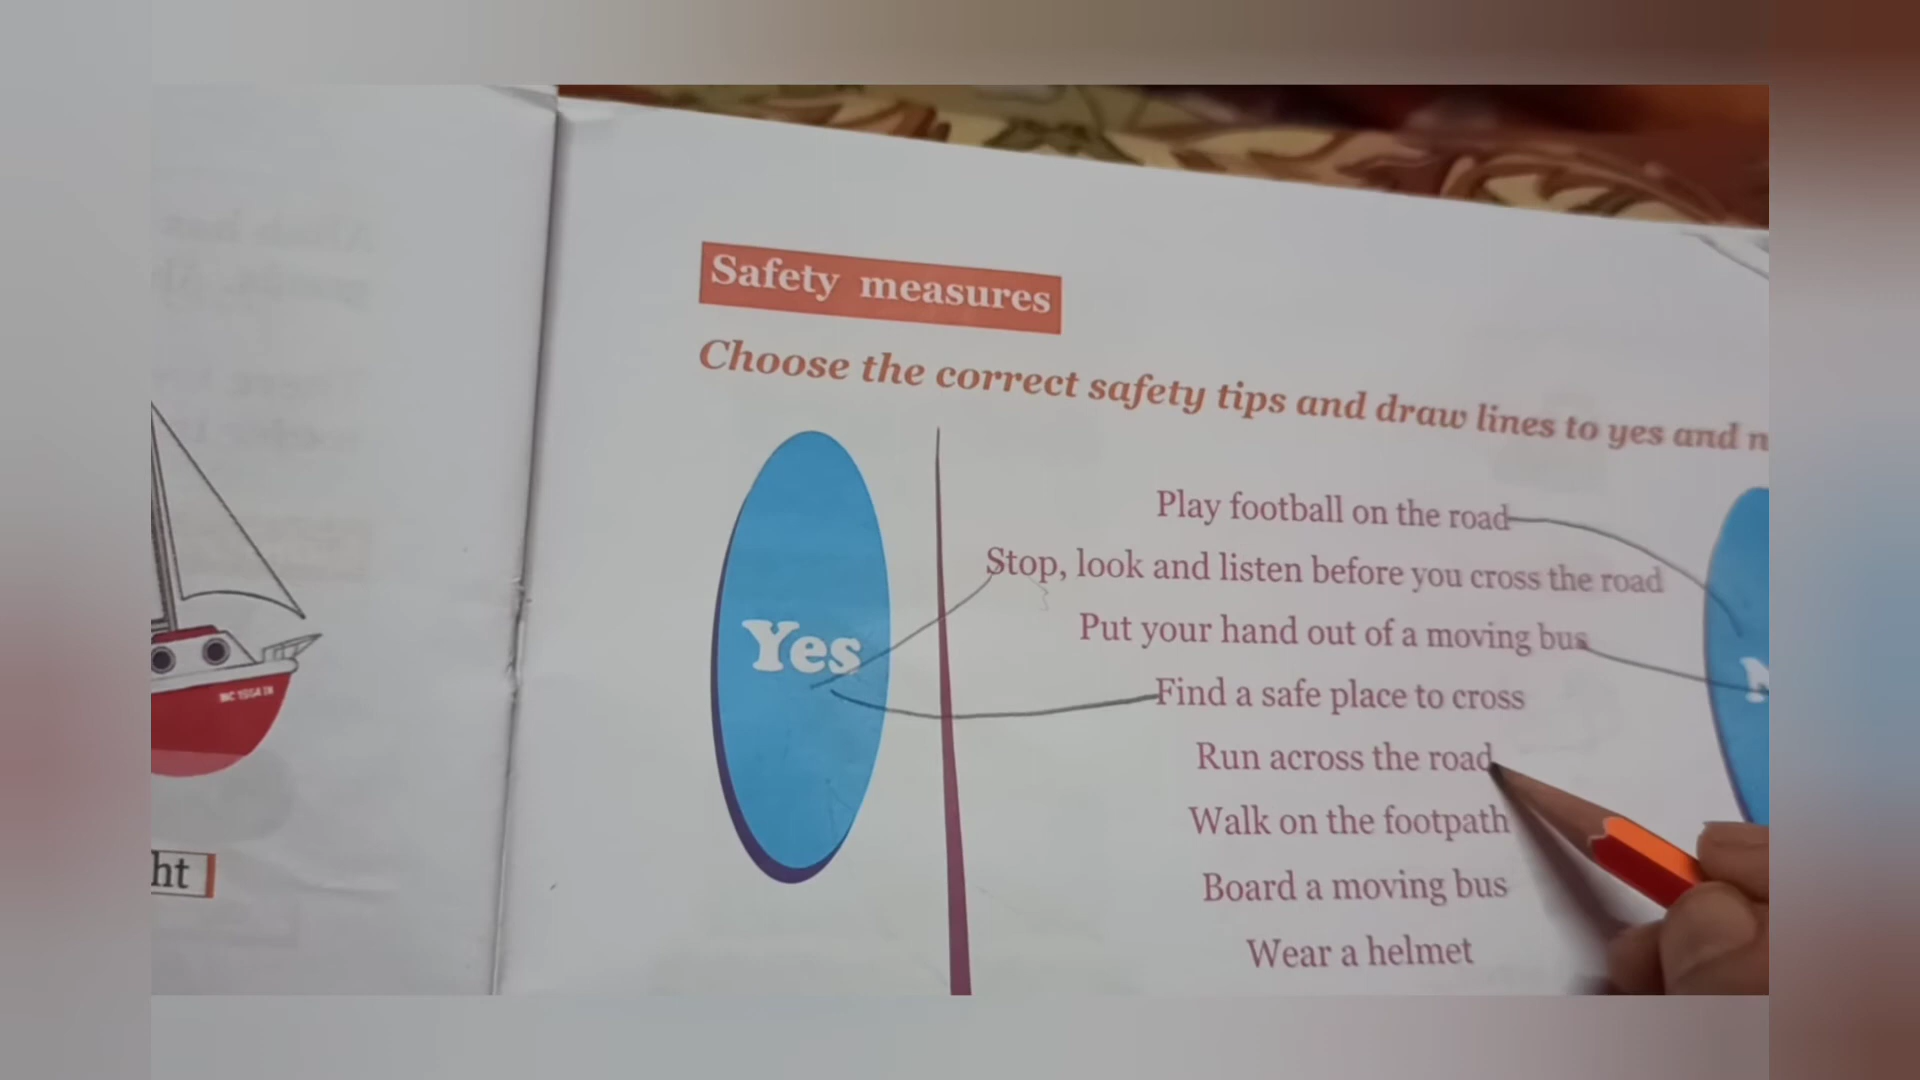 Safety measures
Choose the correct safety tips and draw lines to yes and n
Play football on the road
Stop, look and listen before you cross the road
Put your hand out of a moving bus
Yes
Find a safe place to cross
Run across the road
Walk on the footpath
Board a moving bus
Wear a helmet
ht